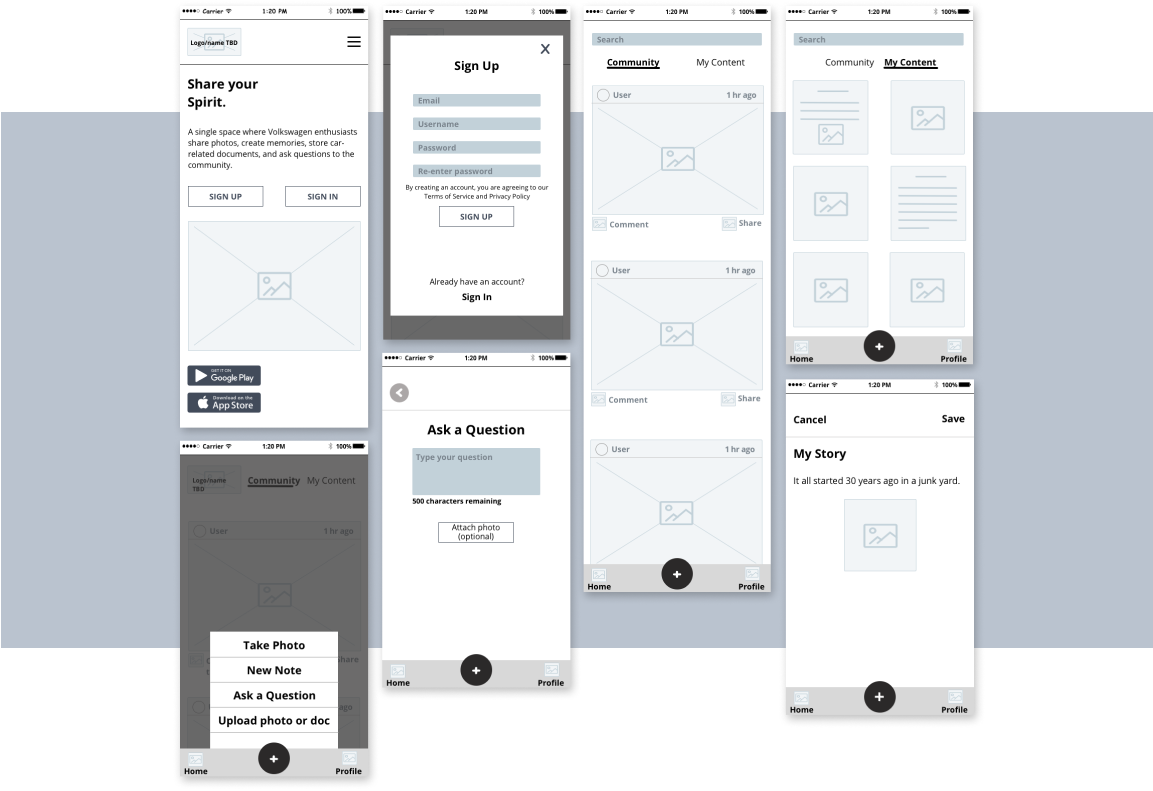 Carrier 1:20 PM 100%
Logo/name TBD
Share your
Spirit.
A single space where Volkswagen enthusiasts
share photos, create memories, store car-
related documents, and ask questions to the
community.
SIGN UP SIGN IN
GET IT ON
Google Play
Download on the
App Store
Carrier 1:20 PM 100%
Logo/name
TBD
Community My Content
User 1 hr ago
Share
1 hr ago
Take Photo
New Note
Ask a Question
Upload photo or doc
+
Home Profile
Carrier 1:20 PM 100%
X
Sign Up
Email
Username
Password
Re-enter password
By creating an account, you are agreeing to our
Terms of Service and Privacy Policy
SIGN UP
Already have an account?
Sign In
Carrier 1:20 PM 100%
Ask a Question
Type your question
500 characters remaining
Attach photo
(optional)
+
Home Profile
Carrier 1:20 PM 100%
Search
Community My Content
User 1 hr ago
Comment Share
User 1 hr ago
Comment Share
User 1 hr ago
+
Home Profile
Carrier 1:20 PM 100%
Search
Community My Content
+
Home Profile
Carrier 1:20 PM 100%
Cancel Save
My Story
It all started 30 years ago in a junk yard.
+
Home Profile